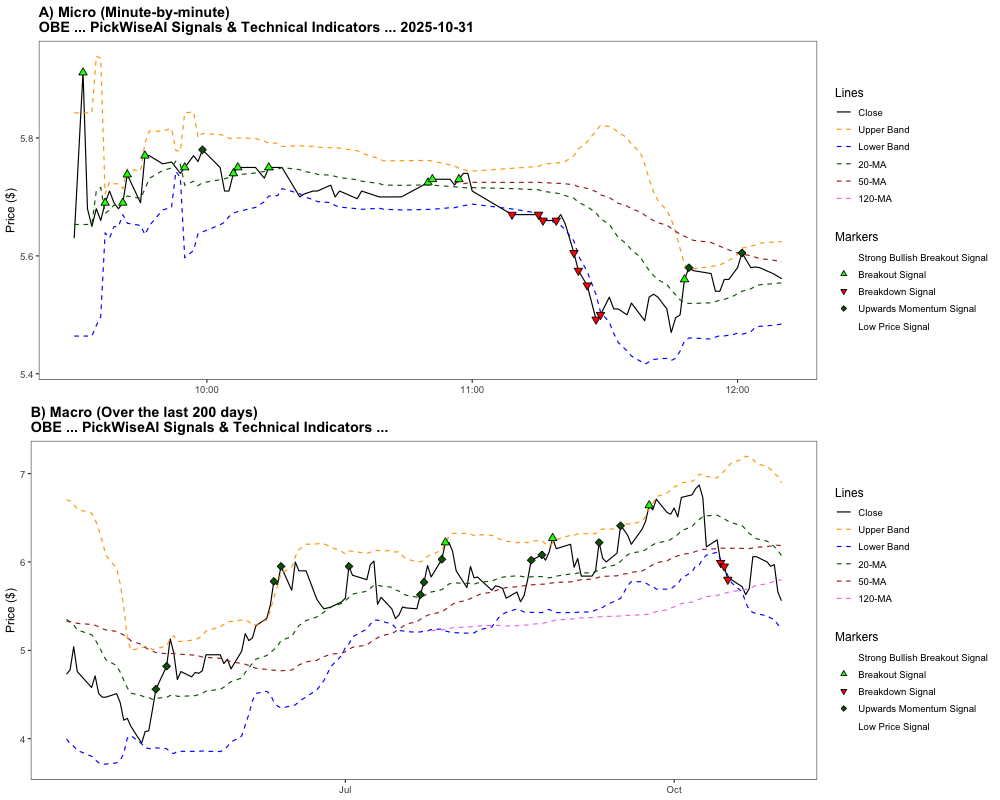 A) Micro (Minute-by-minute)
OBE ... PickWiseAI Signals & Technical Indicators ... 2025-10-31
Price ($)
5.8
5.6
5.4
10:00
11:00
12:00
Lines
Close
Upper Band
Lower Band
20-MA
50-MA
120-MA
Markers
Strong Bullish Breakout Signal
Breakout Signal
Breakdown Signal
Upwards Momentum Signal
Low Price Signal
B) Macro (Over the last 200 days)
OBE ... PickWiseAI Signals & Technical Indicators ...
Price ($)
7
6
5
4
Jul
Oct
Lines
Close
Upper Band
Lower Band
20-MA
50-MA
120-MA
Markers
Strong Bullish Breakout Signal
Breakout Signal
Breakdown Signal
Upwards Momentum Signal
Low Price Signal